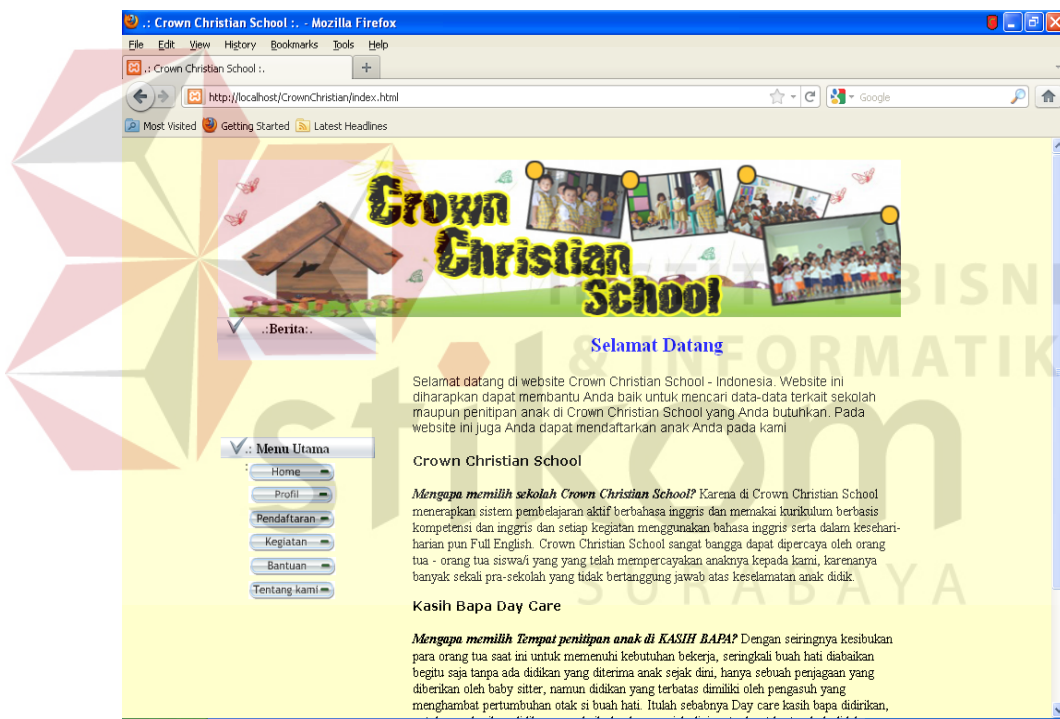 .: Crown Christian School :. - Mozilla Firefox
File Edit View History Bookmarks Tools Help
.: Crown Christian School :.
http://localhost/CrownChristian/index.html
Google
Most Visited Getting Started Latest Headlines
Crown
Christian
School
.:Berita:.
Selamat Datang
Selamat datang di website Crown Christian School - Indonesia. Website ini
diharapkan dapat membantu Anda baik untuk mencari data-data terkait sekolah
maupun penitipan anak di Crown Christian School yang Anda butuhkan. Pada
website ini juga Anda dapat mendaftarkan anak Anda pada kami
.: Menu Utama
:
Home
Profil
Pendaftaran
Kegiatan
Bantuan
Tentang kami
Crown Christian School
Mengapa memilih sekolah Crown Christian School? Karena di Crown Christian School
menerapkan sistem pembelajaran aktif berbahasa inggris dan memakai kurikulum berbasis
kompetensi dan inggris dan setiap kegiatan menggunakan bahasa inggris serta dalam kesehari-
harian pun Full English. Crown Christian School sangat bangga dapat dipercaya oleh orang
tua - orang tua siswa/i yang yang telah mempercayakan anaknya kepada kami, karenanya
banyak sekali pra-sekolah yang tidak bertanggung jawab atas keselamatan anak didik.
Kasih Bapa Day Care
Mengapa memilih Tempat penitipan anak di KASIH BAPA? Dengan seiringnya kesibukan
para orang tua saat ini untuk memenuhi kebutuhan bekerja, seringkali buah hati diabaikan
begitu saja tanpa ada didikan yang diterima anak sejak dini, hanya sebuah penjagaan yang
diberikan oleh baby sitter, namun didikan yang terbatas dimiliki oleh pengasuh yang
menghambat pertumbuhan otak si buah hati. Itulah sebabnya Day care kasih bapa didirikan,
BISNI
& INFORMATIK
stikom
SURABAYA